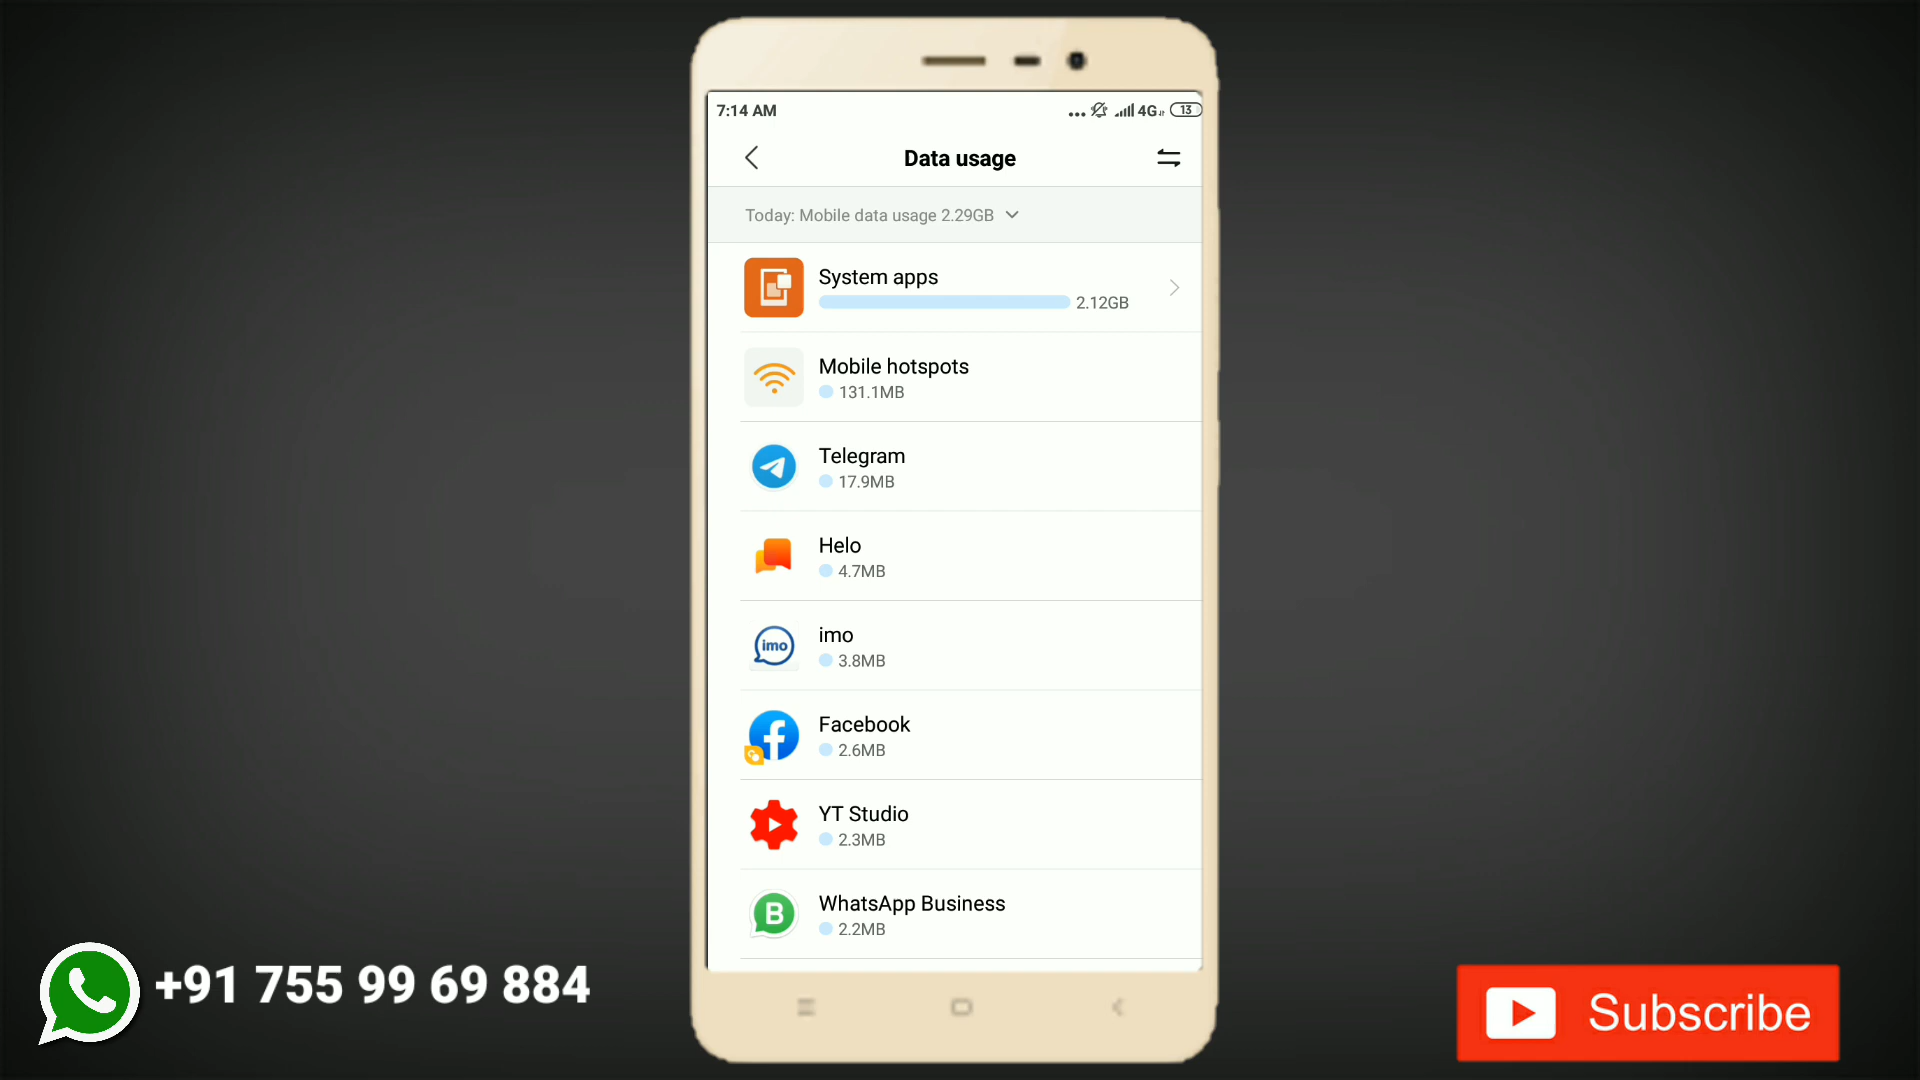 7:14 AM
4G
13
Data usage
Today: Mobile data usage 2.29GB
System apps
2.12GB
Mobile hotspots
131.1MB
Telegram
17.9MB
Helo
4.7MB
imo
imo
3.8MB
Facebook
2.6MB
YT Studio
2.3MB
B
WhatsApp Business
2.2MB
+91 755 99 69 884
Subscribe